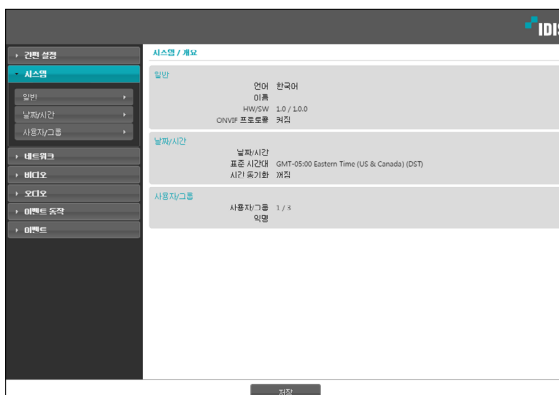 IDIS
간편 설정
시스템
일반
날짜/시간
사용자/그룹
네트워크
비디오
오디오
이벤트 동작
이벤트
시스템 / 개요
일반
언어 한국어
이름
HW/SW 1.0 / 1.0.0
ONVIF 프로토콜 켜짐
날짜/시간
날짜/시간
표준 시간대 GMT-05:00 Eastern Time (US & Canada) (DST)
시간 동기화 꺼짐
사용자/그룹
사용자/그룹 1 / 3
익명
저장